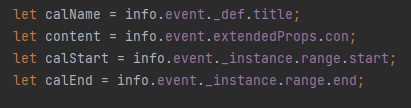 let calName = info.event._def.title;
let content = info.event.extendedProps.con;
let calStart = info.event._instance.range.start;
let calEnd = info.event._instance.range.end;